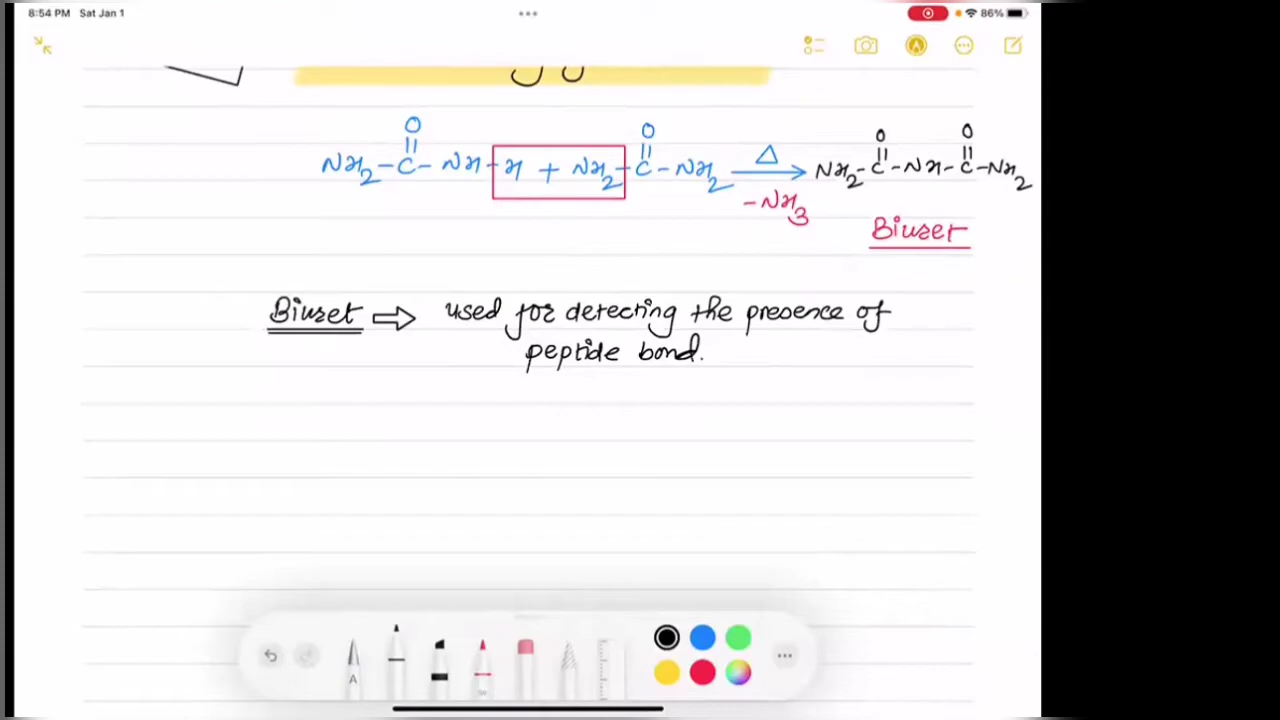 8:54 PM Sat Jan 1
86%
O O O O
|| || || ||
NH2-C-NH-H + NH2-C-NH2 Δ→ NH2-C-NH-C-NH2
-NH3
Biuret
Biuret ⇒ used for detecting the presence of
peptide bond.
A
50